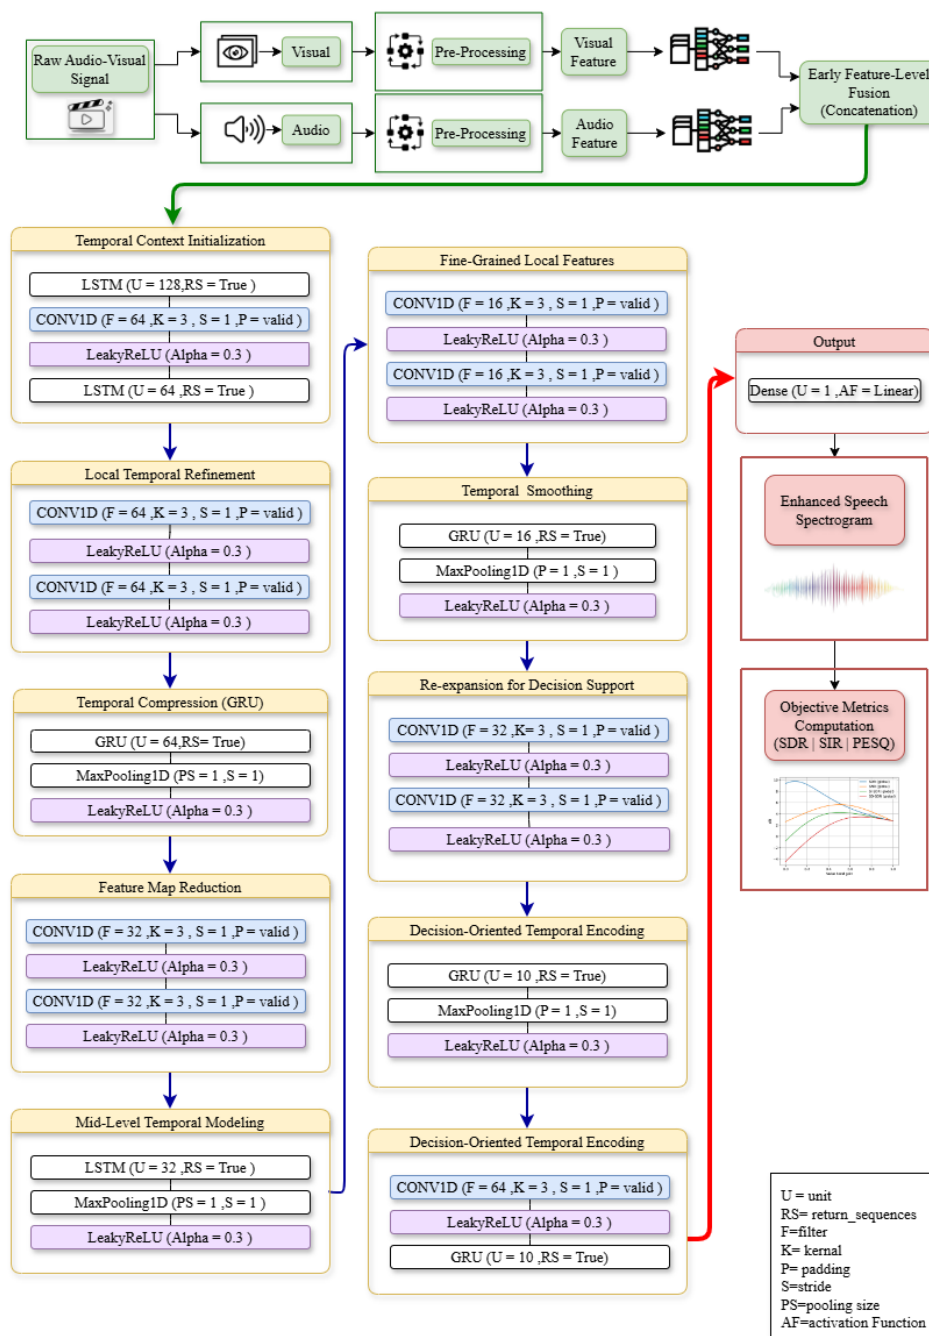 Raw Audio-Visual
Signal
Visual
Pre-Processing
Visual
Feature
Audio
Pre-Processing
Audio
Feature
Early Feature-Level
Fusion
(Concatenation)
Temporal Context Initialization
LSTM (U = 128,RS = True )
CONV1D (F = 64 ,K = 3 , S = 1 ,P = valid )
LeakyReLU (Alpha = 0.3 )
LSTM (U = 64 ,RS = True )
Local Temporal Refinement
CONV1D (F = 64 ,K = 3 , S = 1 ,P = valid )
LeakyReLU (Alpha = 0.3 )
CONV1D (F = 64 ,K = 3 , S = 1 ,P = valid )
LeakyReLU (Alpha = 0.3 )
Temporal Compression (GRU)
GRU (U = 64,RS= True)
MaxPooling1D (PS = 1 ,S = 1)
LeakyReLU (Alpha = 0.3 )
Feature Map Reduction
CONV1D (F = 32 ,K = 3 , S = 1 ,P = valid )
LeakyReLU (Alpha = 0.3 )
CONV1D (F = 32 ,K = 3 , S = 1 ,P = valid )
LeakyReLU (Alpha = 0.3 )
Mid-Level Temporal Modeling
LSTM (U = 32 ,RS = True )
MaxPooling1D (PS = 1 ,S = 1 )
LeakyReLU (Alpha = 0.3 )
Fine-Grained Local Features
CONV1D (F = 16 ,K = 3 , S = 1 ,P = valid )
LeakyReLU (Alpha = 0.3 )
CONV1D (F = 16 ,K = 3 , S = 1 ,P = valid )
LeakyReLU (Alpha = 0.3 )
Temporal Smoothing
GRU (U = 16 ,RS = True)
MaxPooling1D (P = 1 ,S = 1 )
LeakyReLU (Alpha = 0.3 )
Re-expansion for Decision Support
CONV1D (F = 32 ,K= 3 , S = 1 ,P = valid )
LeakyReLU (Alpha = 0.3 )
CONV1D (F = 32 ,K = 3 , S = 1 ,P = valid )
LeakyReLU (Alpha = 0.3 )
Decision-Oriented Temporal Encoding
GRU (U = 10 ,RS = True)
MaxPooling1D (P = 1 ,S = 1)
LeakyReLU (Alpha = 0.3 )
Decision-Oriented Temporal Encoding
CONV1D (F = 64 ,K = 3 , S = 1 ,P = valid )
LeakyReLU (Alpha = 0.3 )
GRU (U = 10 ,RS = True)
Output
Dense (U = 1 ,AF = Linear)
Enhanced Speech
Spectrogram
Objective Metrics
Computation
(SDR | SIR | PESQ)
U = unit
RS= return_sequences
F=filter
K= kernal
P= padding
S=stride
PS=pooling size
AF=activation Function